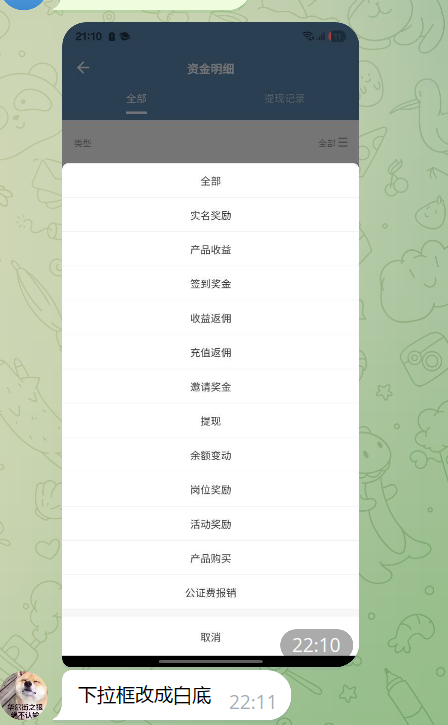 21:10
资金明细
全部
提现记录
类型
全部
全部
实名奖励
产品收益
签到奖金
收益返佣
充值返佣
邀请奖金
提现
余额变动
岗位奖励
活动奖励
产品购买
公证费报销
取消
22:10
下拉框改成白底
22:11